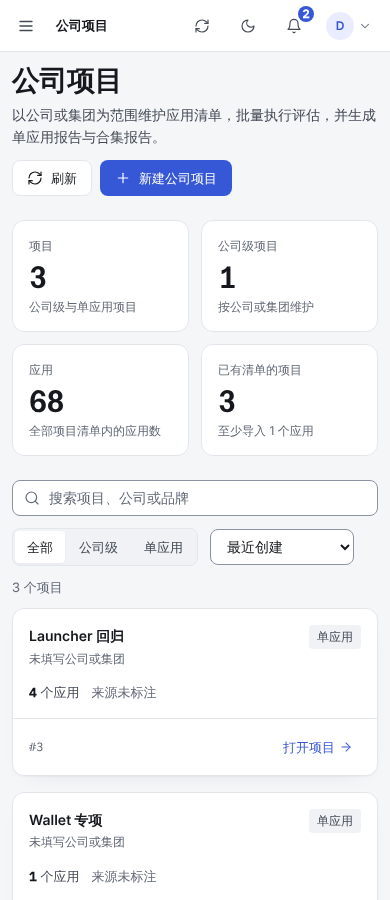 公司项目
2
D
公司项目
以公司或集团为范围维护应用清单，批量执行评估，并生成
单应用报告与合集报告。
刷新
新建公司项目
项目
3
公司级与单应用项目
公司级项目
1
按公司或集团维护
应用
68
全部项目清单内的应用数
已有清单的项目
3
至少导入 1 个应用
搜索项目、公司或品牌
全部
公司级
单应用
最近创建
3 个项目
Launcher 回归
单应用
未填写公司或集团
4 个应用 来源未标注
#3
打开项目
Wallet 专项
单应用
未填写公司或集团
1 个应用 来源未标注